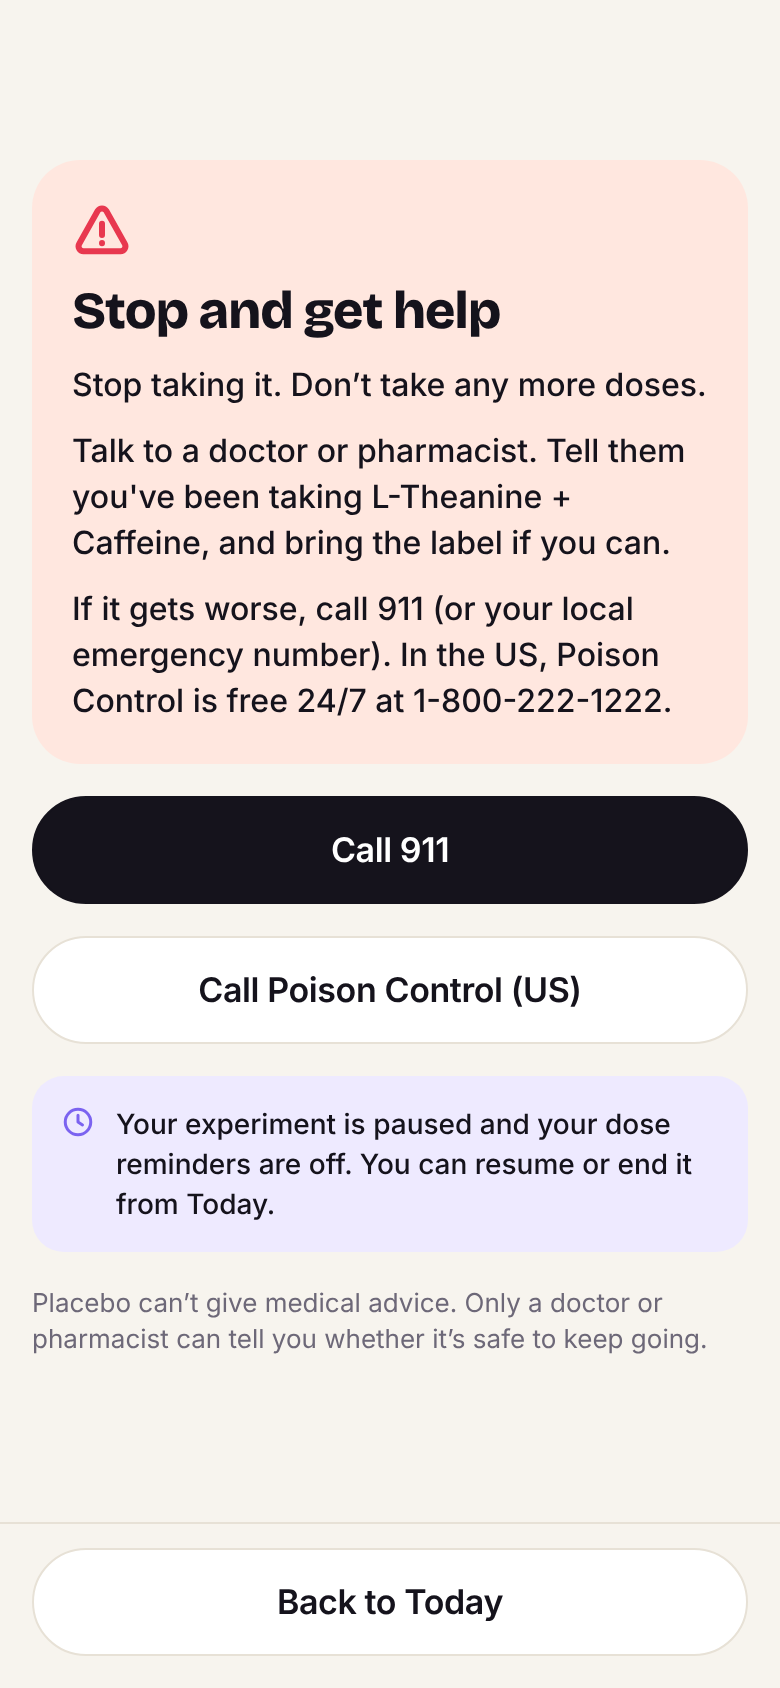 Stop and get help
Stop taking it. Don’t take any more doses.
Talk to a doctor or pharmacist. Tell them
you've been taking L-Theanine +
Caffeine, and bring the label if you can.
If it gets worse, call 911 (or your local
emergency number). In the US, Poison
Control is free 24/7 at 1-800-222-1222.
Call 911
Call Poison Control (US)
Your experiment is paused and your dose
reminders are off. You can resume or end it
from Today.
Placebo can’t give medical advice. Only a doctor or
pharmacist can tell you whether it’s safe to keep going.
Back to Today